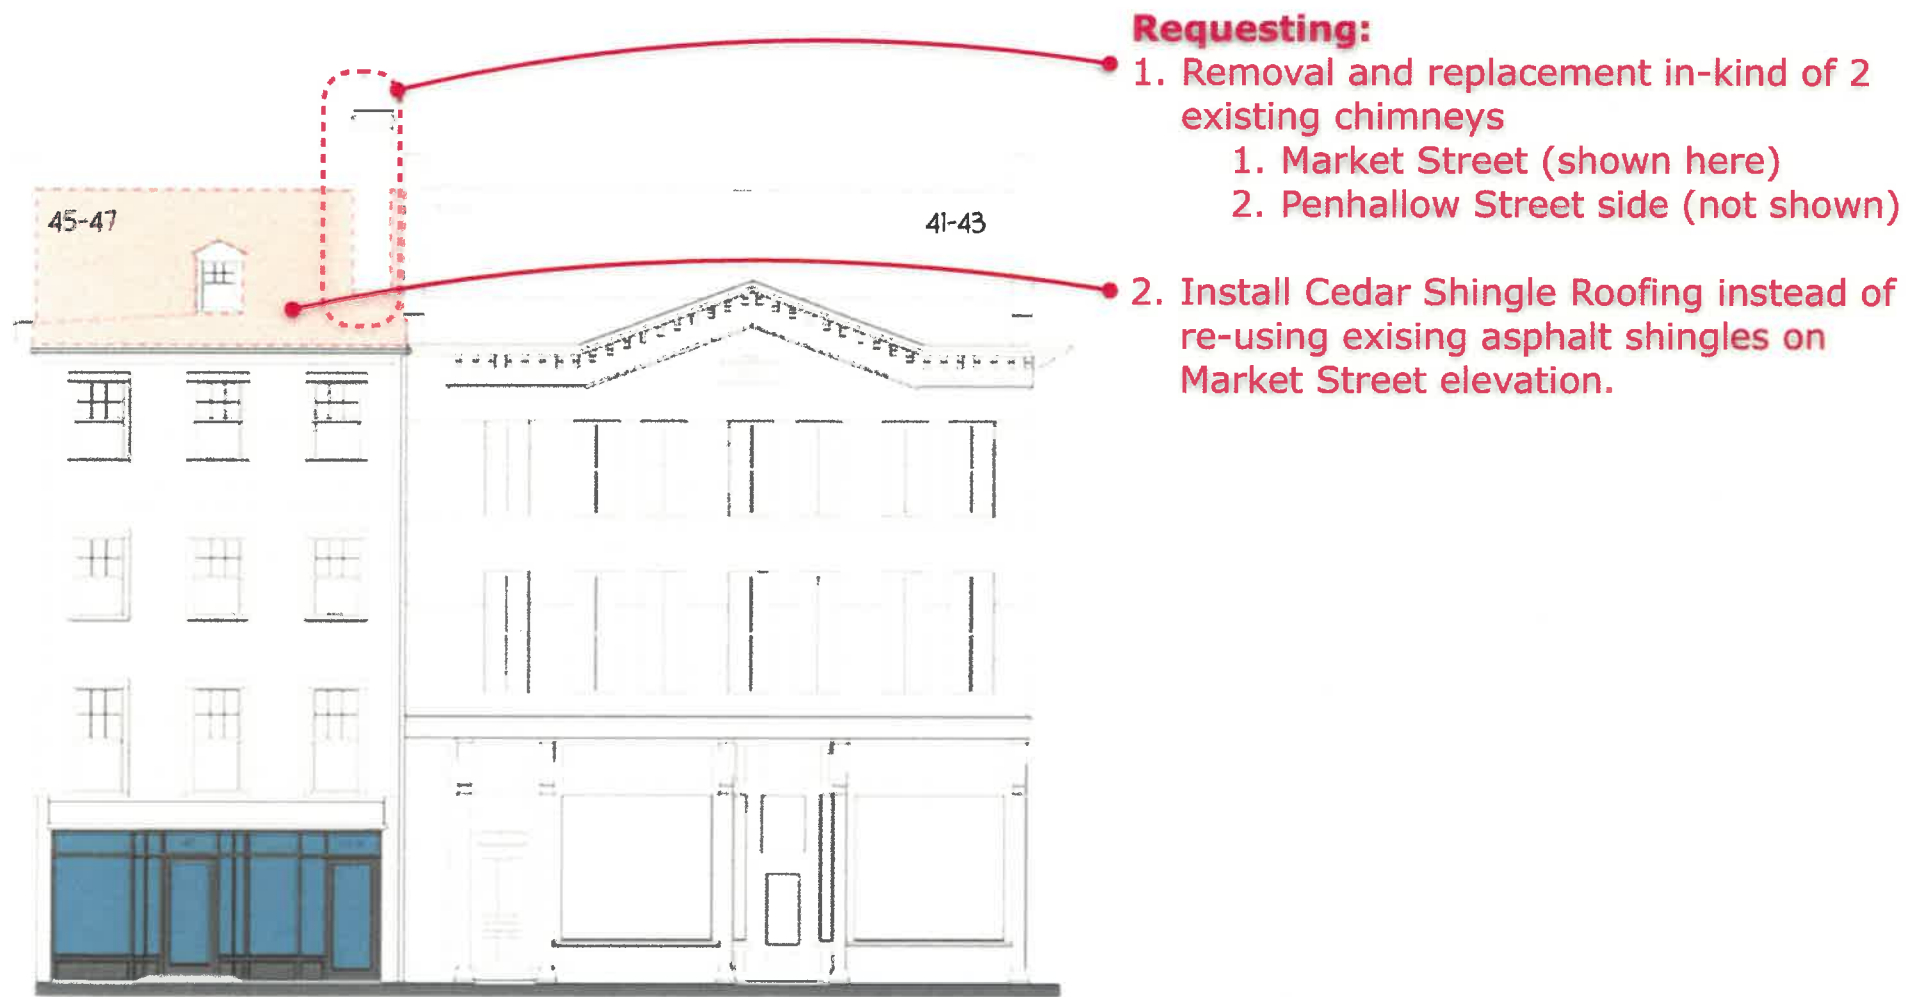 Requesting:
1. Removal and replacement in-kind of 2
existing chimneys
1. Market Street (shown here)
2. Penhallow Street side (not shown)
45-47
41-43
2. Install Cedar Shingle Roofing instead of
re-using exising asphalt shingles on
Market Street elevation.